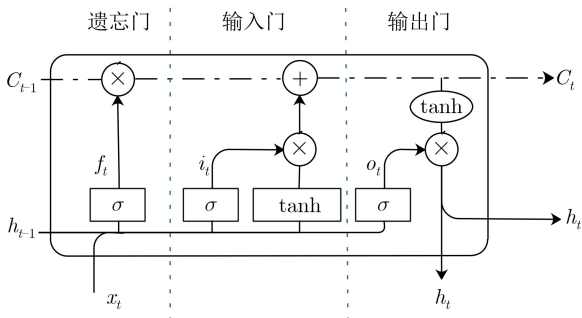 遗忘门 输入门 输出门
C_{t-1} × + C_t
tanh
f_t i_t × o_t ×
σ σ tanh σ
h_{t-1} h_t
x_t h_t